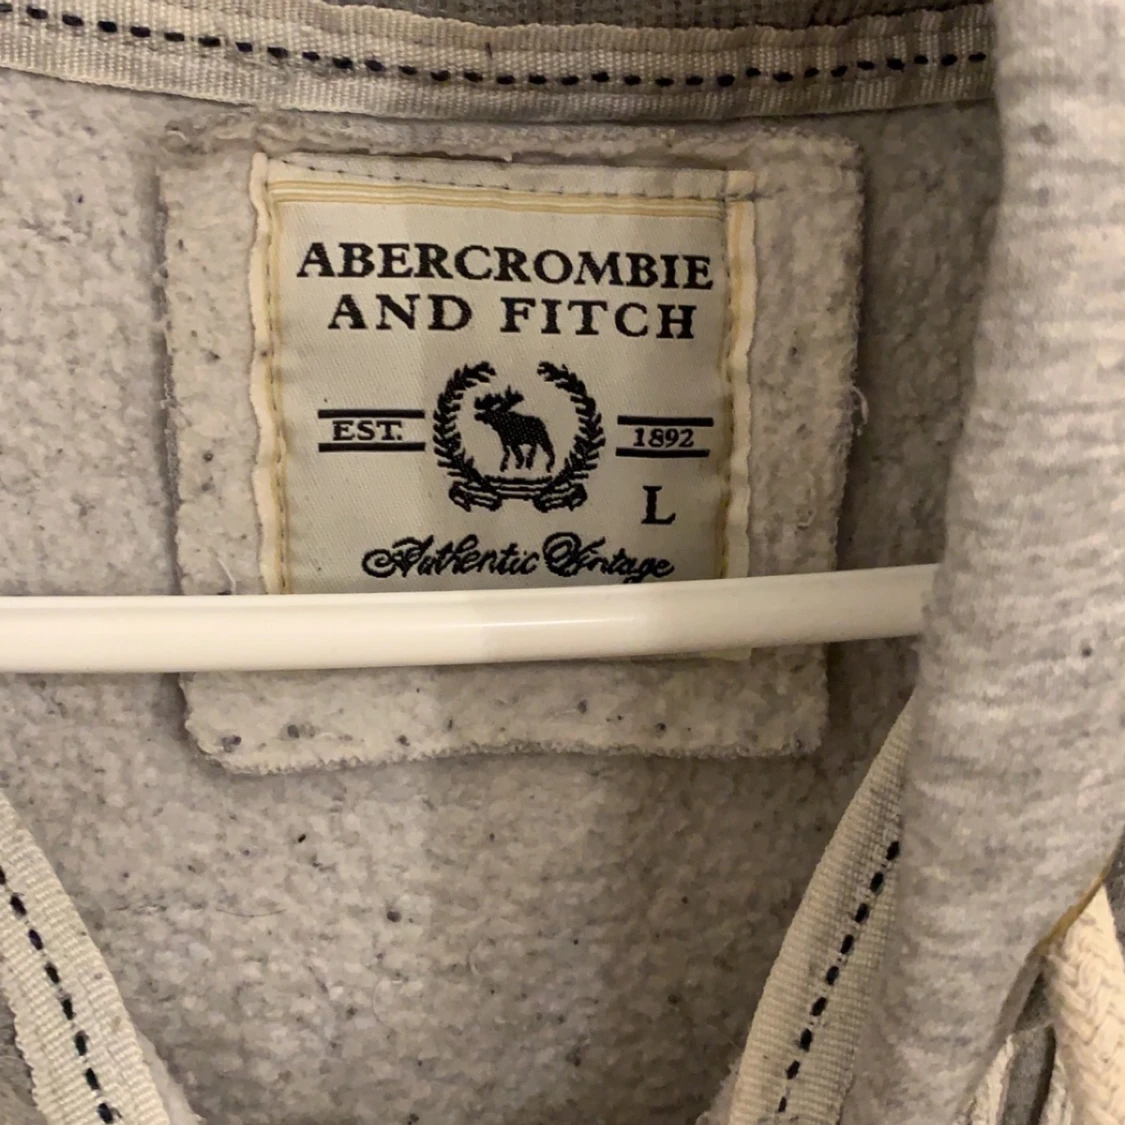 ABERCROMBIE
AND FITCH
EST. 1892
L
Authentic Vintage